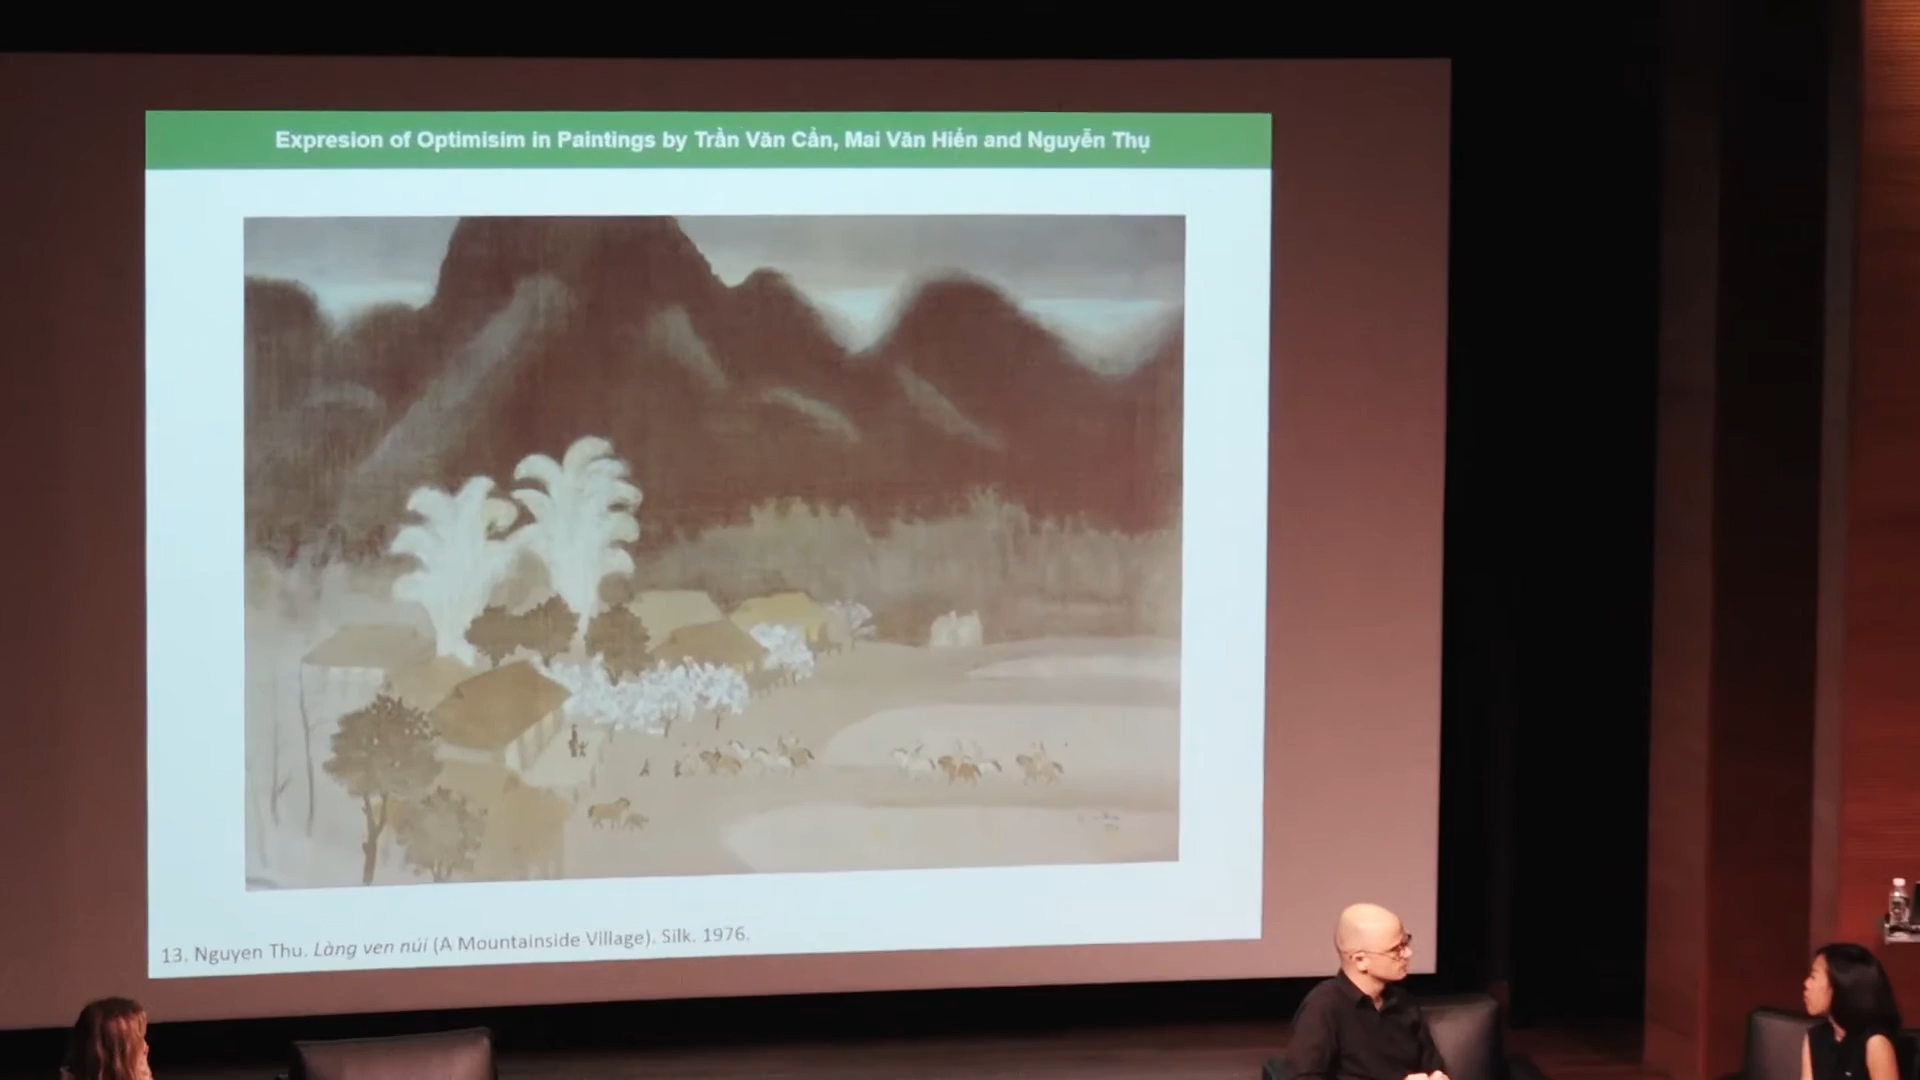 Expresion of Optimisim in Paintings by Trần Văn Cẩn, Mai Văn Hiến and Nguyễn Thụ
13. Nguyen Thu. Làng ven núi (A Mountainside Village). Silk. 1976.